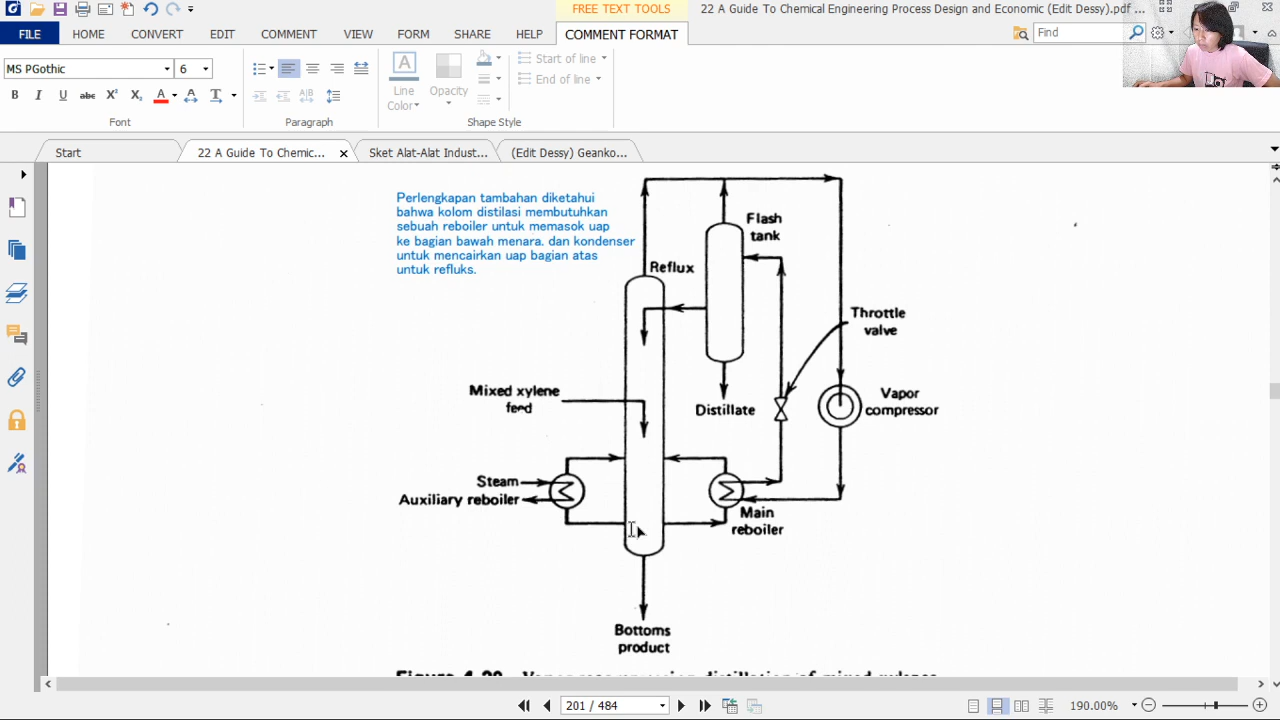 FREE TEXT TOOLS
22 A Guide To Chemical Engineering Process Design and Economic (Edit Dessy).pdf ...
FILE
HOME
CONVERT
EDIT
COMMENT
VIEW
FORM
SHARE
HELP
COMMENT FORMAT
Find
MS PGothic
6
B I U abc X² X₂ A A T
Font
Paragraph
Line
Color
Opacity
Start of line
End of line
Shape Style
Start
22 A Guide To Chemic...
Sket Alat-Alat Indust...
(Edit Dessy) Geanko...
Perlengkapan tambahan diketahui
bahwa kolom distilasi membutuhkan
sebuah reboiler untuk memasok uap
ke bagian bawah menara. dan kondenser
untuk mencairkan uap bagian atas
untuk refluks.
Flash
tank
Reflux
Throttle
valve
Mixed xylene
feed
Distillate
Vapor
compressor
Steam
Auxiliary reboiler
Main
reboiler
Bottoms
product
201 / 484
190.00%